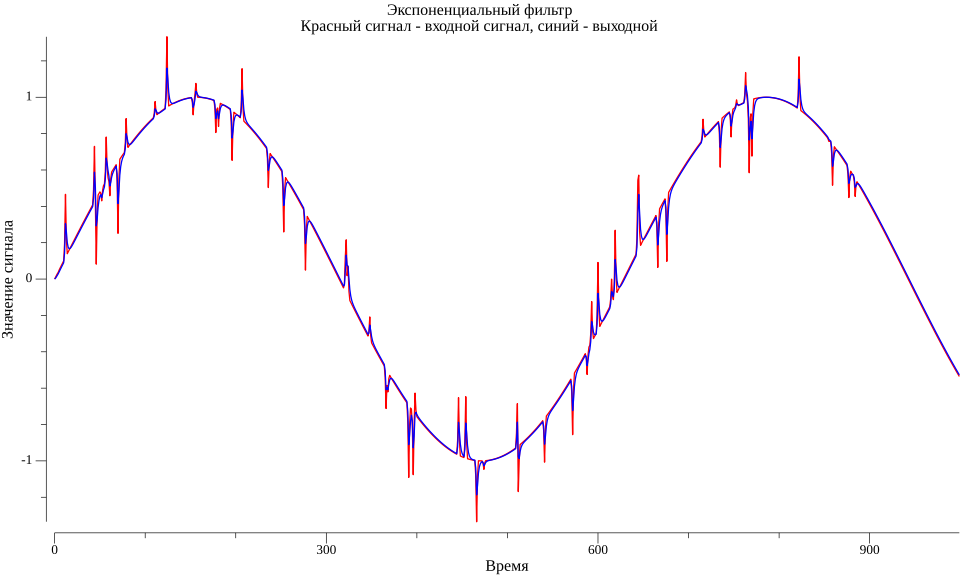 Экспоненциальный фильтр
Красный сигнал - входной сигнал, синий - выходной
Значение сигнала
1
0
-1
0
300
600
900
Время